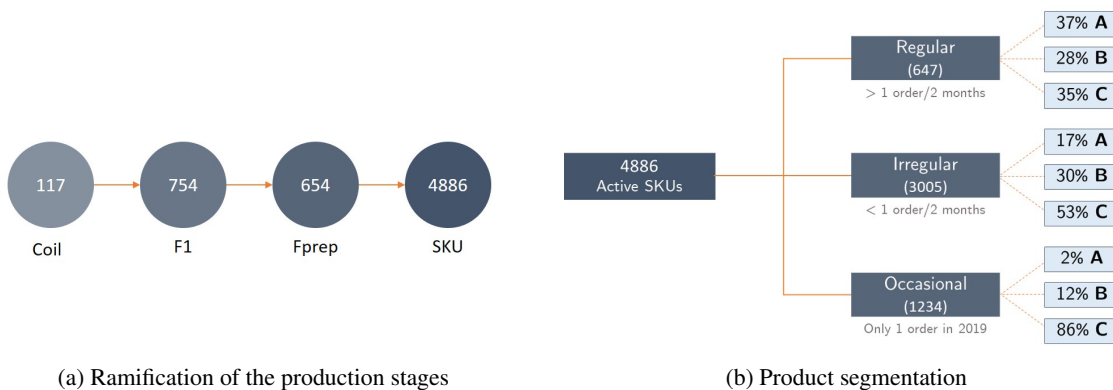 117
754
654
4886
Coil
F1
Fprep
SKU
(a) Ramification of the production stages
4886
Active SKUs
Regular
(647)
> 1 order/2 months
37% A
28% B
35% C
Irregular
(3005)
< 1 order/2 months
17% A
30% B
53% C
Occasional
(1234)
Only 1 order in 2019
2% A
12% B
86% C
(b) Product segmentation